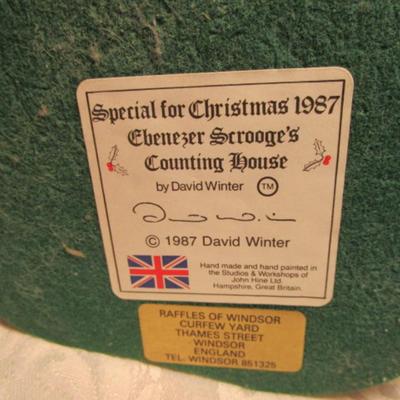 Special for Christmas 1987
Ebenezer Scrooge's
Counting House
by David Winter TM
David Winter
© 1987 David Winter
Hand made and hand painted in
the Studios & Workshops of
John Hine Ltd.
Hampshire, Great Britain.
RAFFLES OF WINDSOR
CURFEW YARD
THAMES STREET
WINDSOR
ENGLAND
TEL. WINDSOR 851325